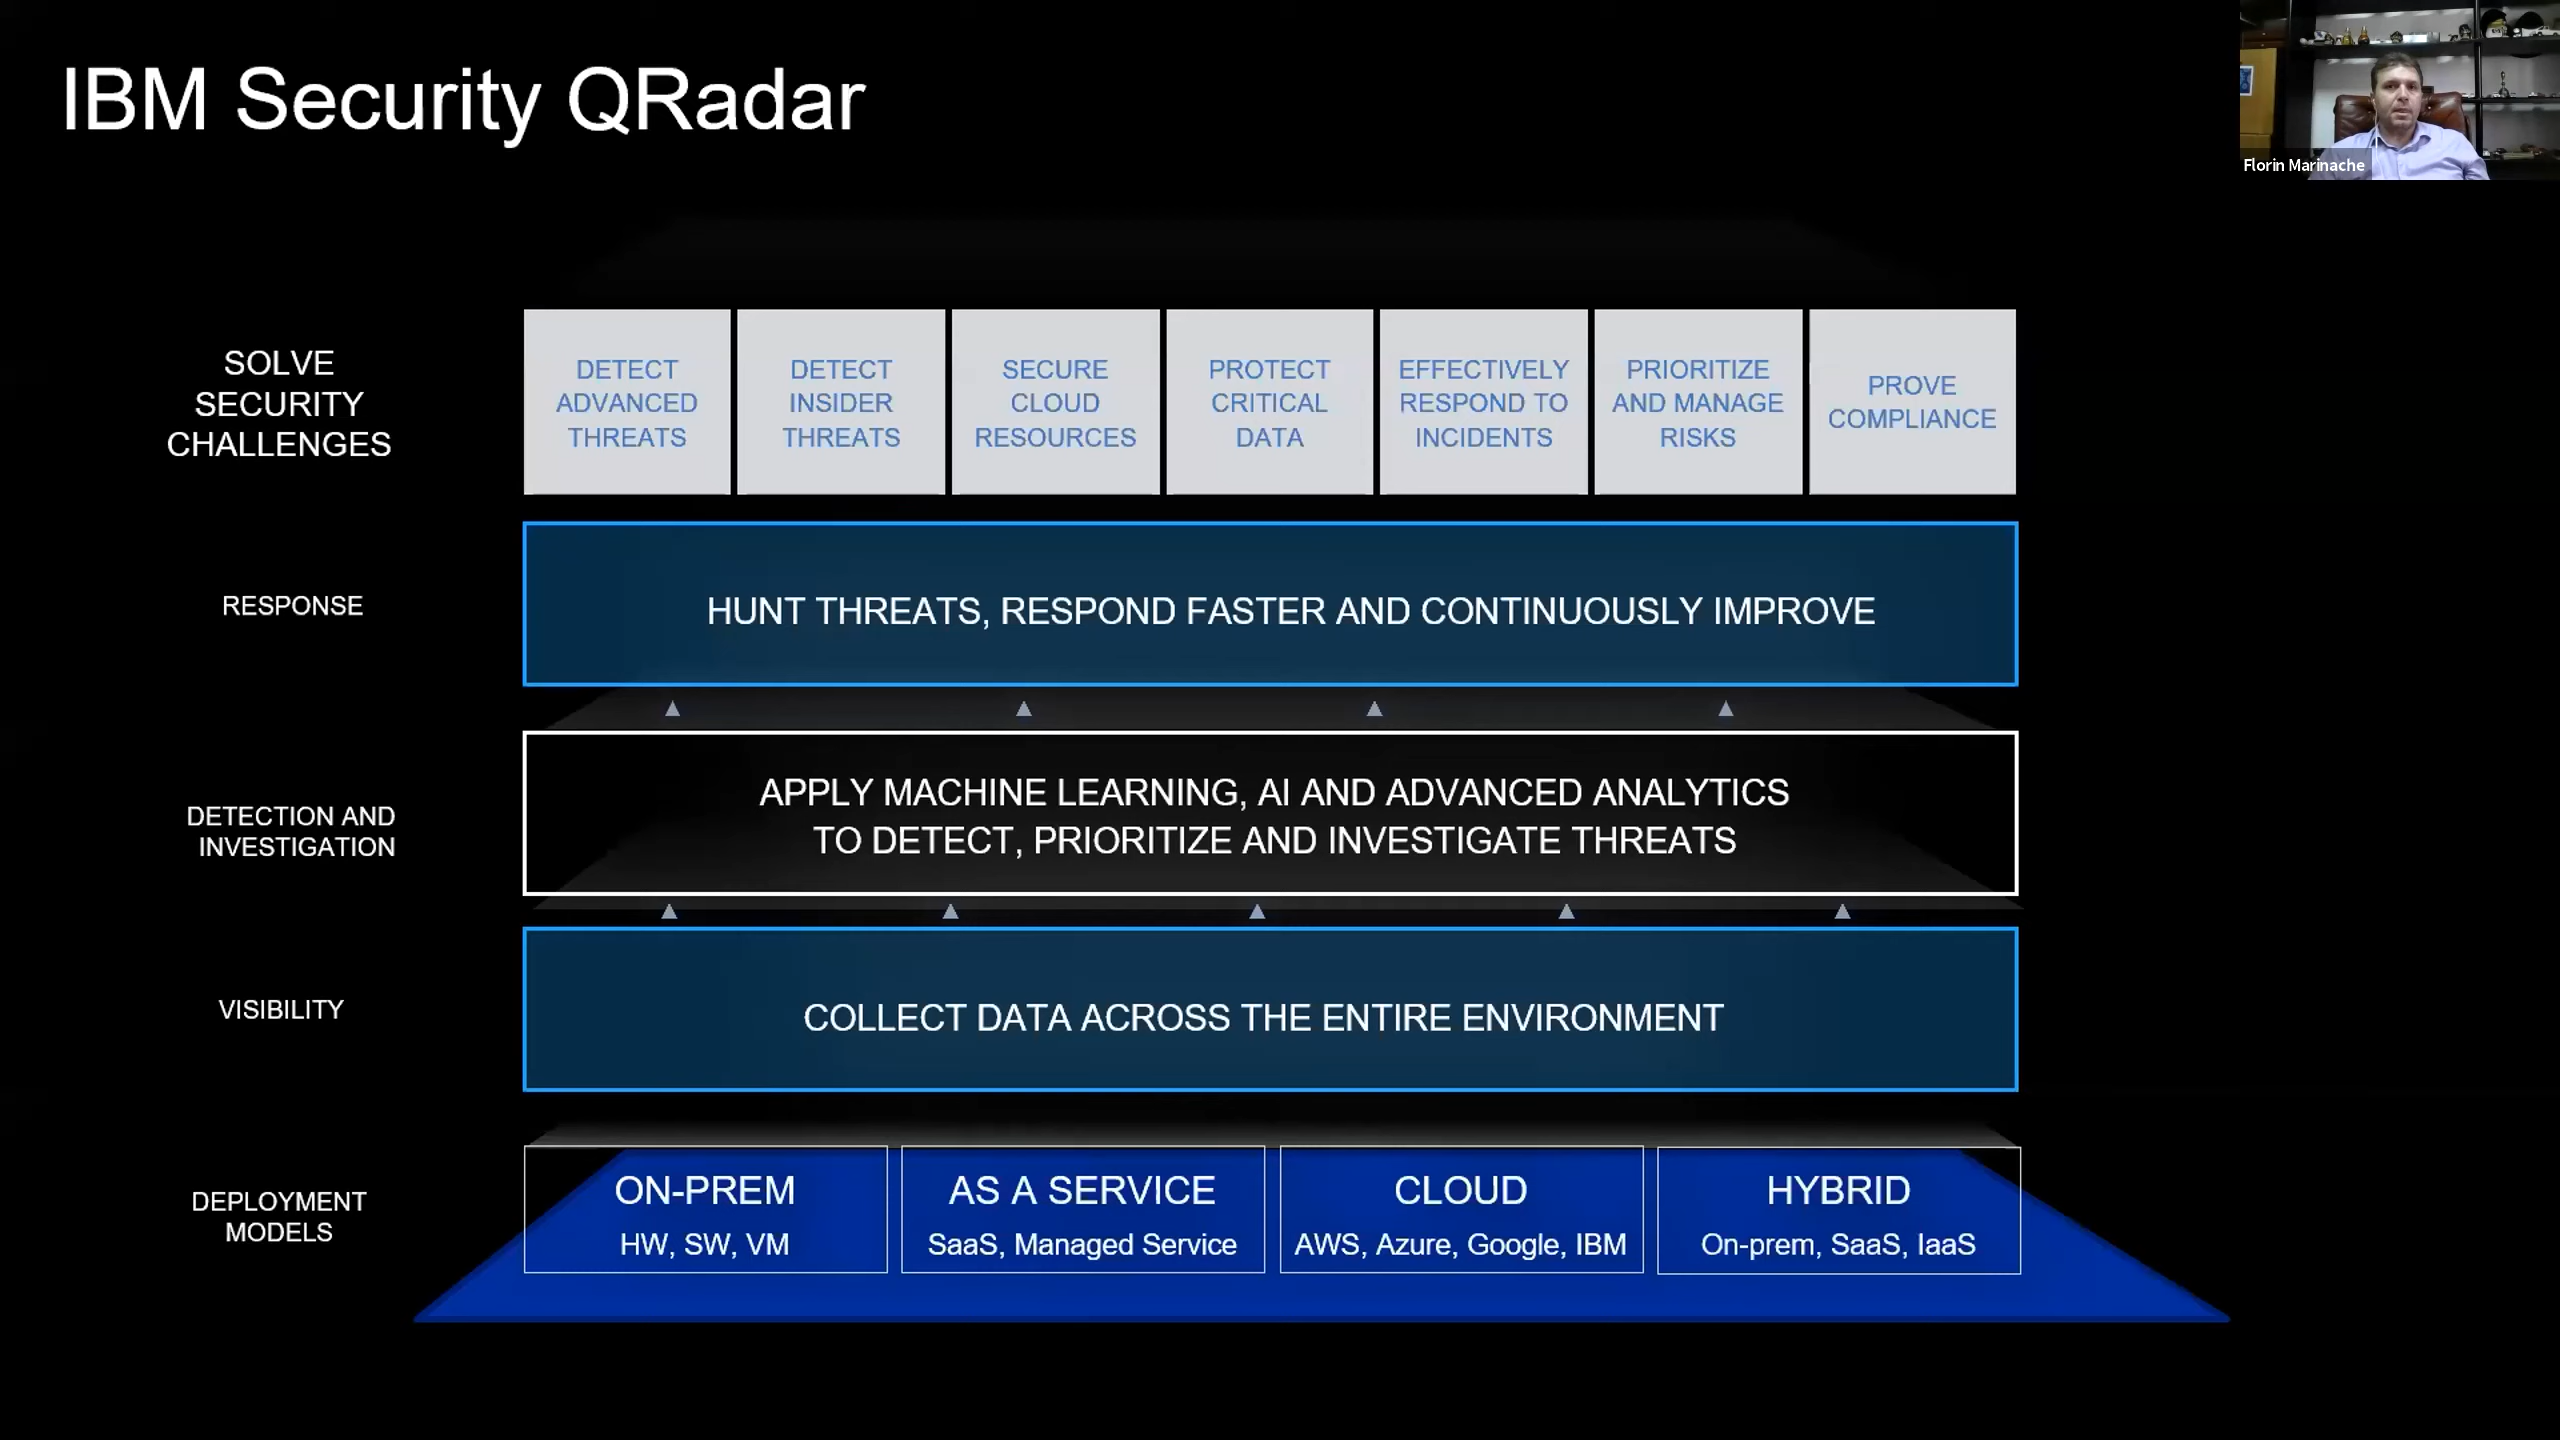 IBM Security QRadar
Florin Marinache
SOLVE
SECURITY
CHALLENGES
DETECT
ADVANCED
THREATS
DETECT
INSIDER
THREATS
SECURE
CLOUD
RESOURCES
PROTECT
CRITICAL
DATA
EFFECTIVELY
RESPOND TO
INCIDENTS
PRIORITIZE
AND MANAGE
RISKS
PROVE
COMPLIANCE
RESPONSE
HUNT THREATS, RESPOND FASTER AND CONTINUOUSLY IMPROVE
DETECTION AND
INVESTIGATION
APPLY MACHINE LEARNING, AI AND ADVANCED ANALYTICS
TO DETECT, PRIORITIZE AND INVESTIGATE THREATS
VISIBILITY
COLLECT DATA ACROSS THE ENTIRE ENVIRONMENT
DEPLOYMENT
MODELS
ON-PREM
HW, SW, VM
AS A SERVICE
SaaS, Managed Service
CLOUD
AWS, Azure, Google, IBM
HYBRID
On-prem, SaaS, IaaS